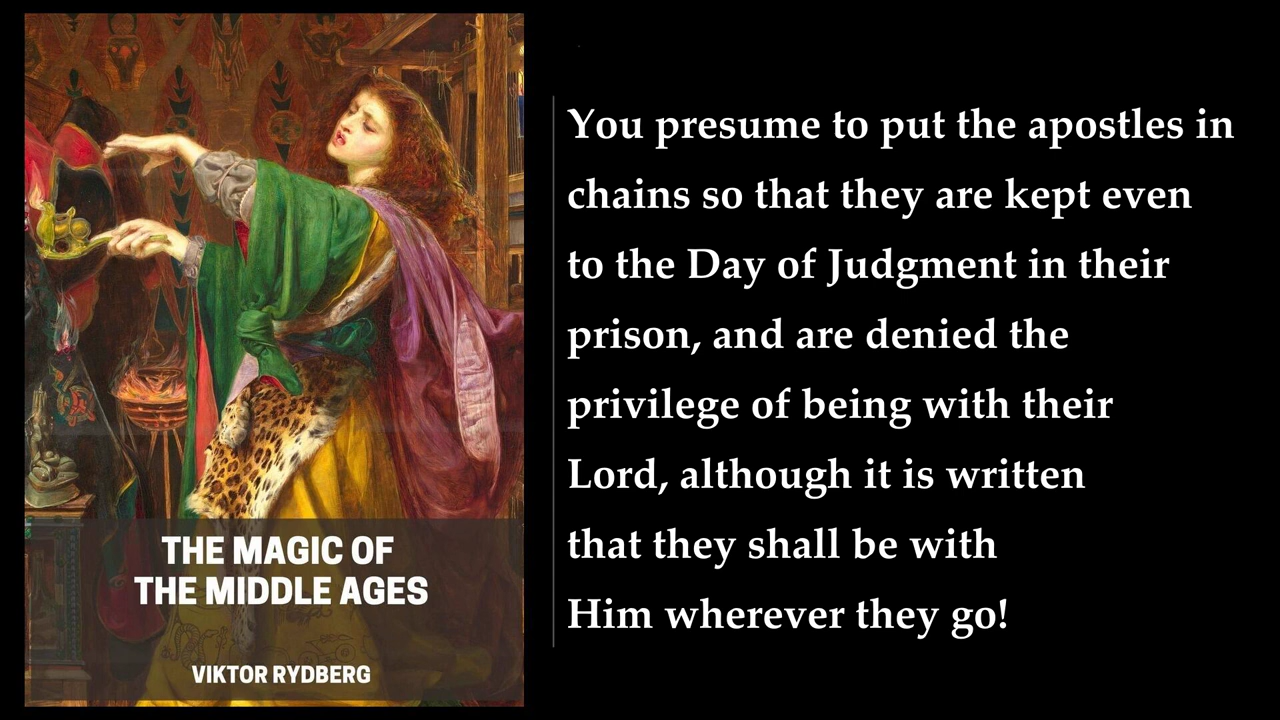 THE MAGIC OF
THE MIDDLE AGES
VIKTOR RYDBERG
You presume to put the apostles in
chains so that they are kept even
to the Day of Judgment in their
prison, and are denied the
privilege of being with their
Lord, although it is written
that they shall be with
Him wherever they go!